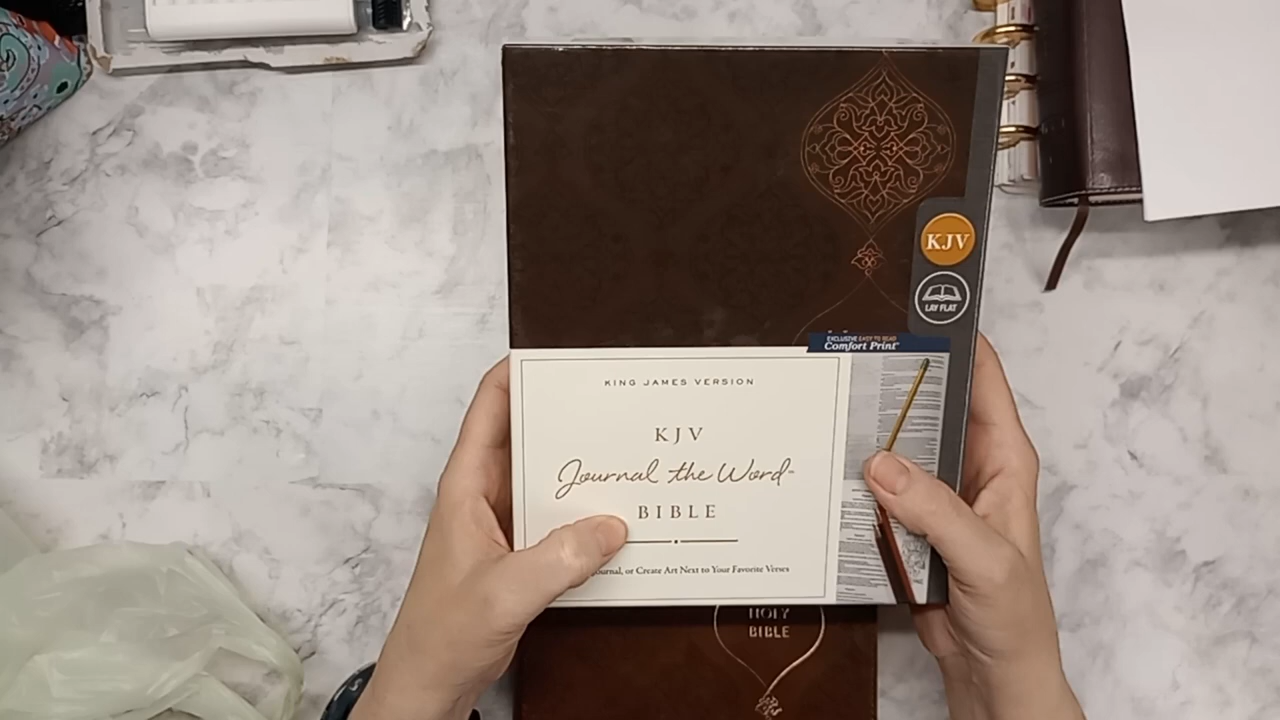 KJV
LAY FLAT
EXCLUSIVE EASY TO READ
Comfort Print®
KING JAMES VERSION
KJV
Journal the Word™
BIBLE
Journal, or Create Art Next to Your Favorite Verses
HOLY
BIBLE